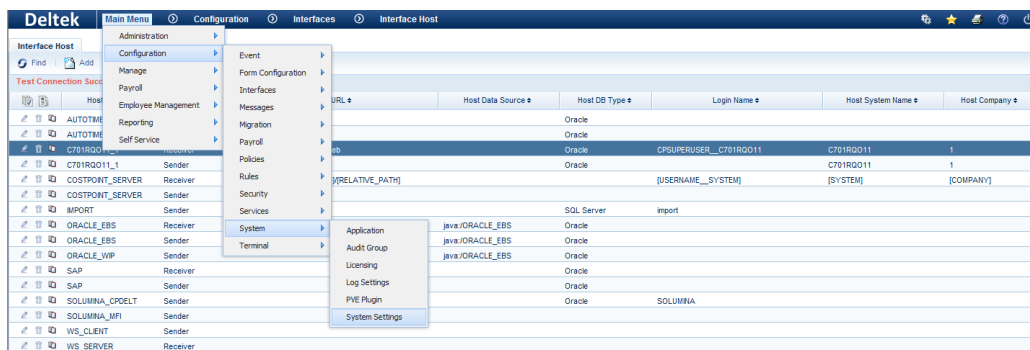 Deltek Main Menu Configuration Interfaces Interface Host
Interface Host
Find Add
Test Connection Succ
Host URL Host Data Source Host DB Type Login Name Host System Name Host Company
AUTOTIME Oracle
AUTOTIME Oracle
C701RQO11_1 Receiver eb Oracle CPSUPERUSER__C701RQO11 C701RQO11 1
C701RQO11_1 Sender Oracle C701RQO11 1
COSTPOINT_SERVER Receiver ]/[RELATIVE_PATH] [USERNAME__SYSTEM] [SYSTEM] [COMPANY]
COSTPOINT_SERVER Sender
IMPORT Sender SQL Server import
ORACLE_EBS Receiver java:/ORACLE_EBS Oracle
ORACLE_EBS Sender java:/ORACLE_EBS Oracle
ORACLE_WIP Sender java:/ORACLE_EBS Oracle
SAP Receiver Oracle
SAP Sender Oracle
SOLUMINA_CPDELT Sender Oracle SOLUMINA
SOLUMINA_MFI Sender
WS_CLIENT Sender
WS_SERVER Receiver
Administration
Configuration
Manage
Payroll
Employee Management
Reporting
Self Service
Event
Form Configuration
Interfaces
Messages
Migration
Payroll
Policies
Rules
Security
Services
System
Terminal
Application
Audit Group
Licensing
Log Settings
PVE Plugin
System Settings